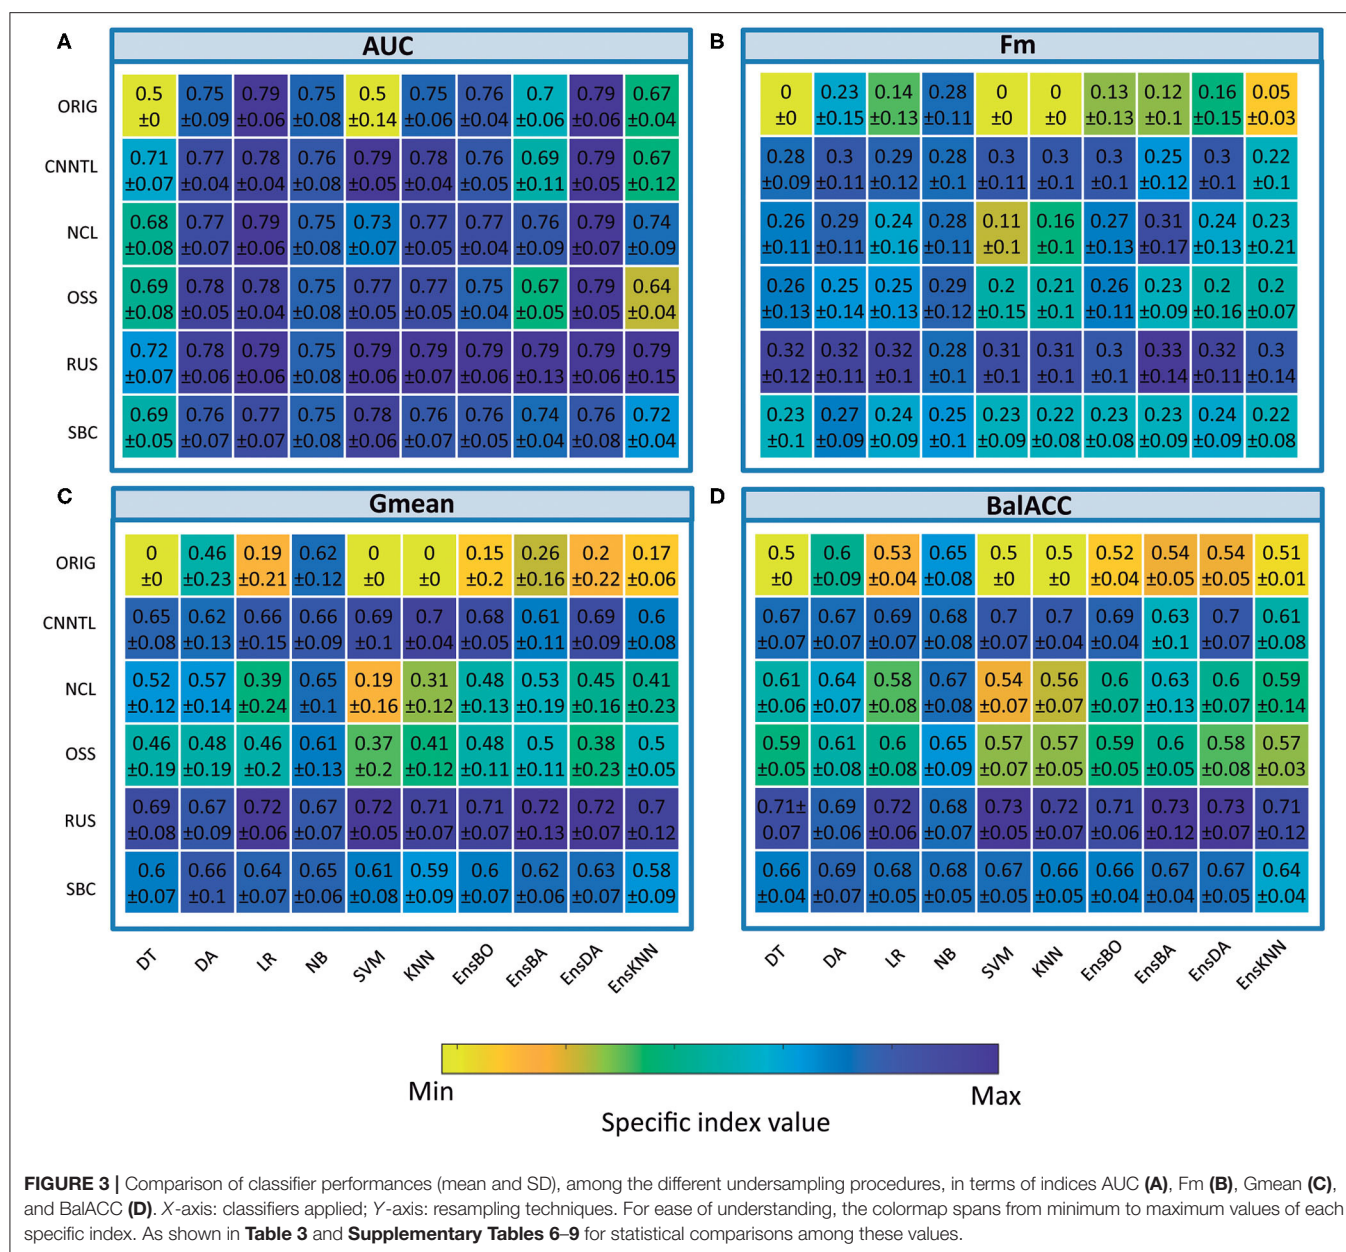 A AUC
ORIG 0.5 ±0 0.75 ±0.09 0.79 ±0.06 0.75 ±0.08 0.5 ±0.14 0.75 ±0.06 0.76 ±0.04 0.7 ±0.06 0.79 ±0.06 0.67 ±0.04
CNNTL 0.71 ±0.07 0.77 ±0.04 0.78 ±0.04 0.76 ±0.08 0.79 ±0.05 0.78 ±0.04 0.76 ±0.05 0.69 ±0.11 0.79 ±0.05 0.67 ±0.12
NCL 0.68 ±0.08 0.77 ±0.07 0.79 ±0.06 0.75 ±0.08 0.73 ±0.07 0.77 ±0.05 0.77 ±0.04 0.76 ±0.09 0.79 ±0.07 0.74 ±0.09
OSS 0.69 ±0.08 0.78 ±0.05 0.78 ±0.04 0.75 ±0.08 0.77 ±0.05 0.77 ±0.04 0.75 ±0.04 0.67 ±0.05 0.79 ±0.05 0.64 ±0.04
RUS 0.72 ±0.07 0.78 ±0.06 0.79 ±0.06 0.75 ±0.08 0.79 ±0.06 0.79 ±0.06 0.79 ±0.06 0.79 ±0.13 0.79 ±0.06 0.79 ±0.15
SBC 0.69 ±0.05 0.76 ±0.07 0.77 ±0.07 0.75 ±0.08 0.78 ±0.06 0.76 ±0.07 0.76 ±0.05 0.74 ±0.04 0.76 ±0.08 0.72 ±0.04
B Fm
0 ±0 0.23 ±0.15 0.14 ±0.13 0.28 ±0.11 0 ±0 0 ±0 0.13 ±0.13 0.12 ±0.1 0.16 ±0.15 0.05 ±0.03
0.28 ±0.09 0.3 ±0.11 0.29 ±0.12 0.28 ±0.1 0.3 ±0.11 0.3 ±0.1 0.3 ±0.1 0.25 ±0.12 0.3 ±0.1 0.22 ±0.1
0.26 ±0.11 0.29 ±0.11 0.24 ±0.16 0.28 ±0.11 0.11 ±0.1 0.16 ±0.1 0.27 ±0.13 0.31 ±0.17 0.24 ±0.13 0.23 ±0.21
0.26 ±0.13 0.25 ±0.14 0.25 ±0.13 0.29 ±0.12 0.2 ±0.15 0.21 ±0.1 0.26 ±0.11 0.23 ±0.09 0.2 ±0.16 0.2 ±0.07
0.32 ±0.12 0.32 ±0.11 0.32 ±0.1 0.28 ±0.1 0.31 ±0.1 0.31 ±0.1 0.3 ±0.1 0.33 ±0.14 0.32 ±0.11 0.3 ±0.14
0.23 ±0.1 0.27 ±0.09 0.24 ±0.09 0.25 ±0.1 0.23 ±0.09 0.22 ±0.08 0.23 ±0.08 0.23 ±0.09 0.24 ±0.09 0.22 ±0.08
C Gmean
ORIG 0 ±0 0.46 ±0.23 0.19 ±0.21 0.62 ±0.12 0 ±0 0 ±0 0.15 ±0.2 0.26 ±0.16 0.2 ±0.22 0.17 ±0.06
CNNTL 0.65 ±0.08 0.62 ±0.13 0.66 ±0.15 0.66 ±0.09 0.69 ±0.1 0.7 ±0.04 0.68 ±0.05 0.61 ±0.11 0.69 ±0.09 0.6 ±0.08
NCL 0.52 ±0.12 0.57 ±0.14 0.39 ±0.24 0.65 ±0.1 0.19 ±0.16 0.31 ±0.12 0.48 ±0.13 0.53 ±0.19 0.45 ±0.16 0.41 ±0.23
OSS 0.46 ±0.19 0.48 ±0.19 0.46 ±0.2 0.61 ±0.13 0.37 ±0.2 0.41 ±0.12 0.48 ±0.11 0.5 ±0.11 0.38 ±0.23 0.5 ±0.05
RUS 0.69 ±0.08 0.67 ±0.09 0.72 ±0.06 0.67 ±0.07 0.72 ±0.05 0.71 ±0.07 0.71 ±0.07 0.72 ±0.13 0.72 ±0.07 0.7 ±0.12
SBC 0.6 ±0.07 0.66 ±0.1 0.64 ±0.07 0.65 ±0.06 0.61 ±0.08 0.59 ±0.09 0.6 ±0.07 0.62 ±0.06 0.63 ±0.07 0.58 ±0.09
DT DA LR NB SVM KNN EnsBO EnsBA EnsDA EnsKNN
D BalACC
0.5 ±0 0.6 ±0.09 0.53 ±0.04 0.65 ±0.08 0.5 ±0 0.5 ±0 0.52 ±0.04 0.54 ±0.05 0.54 ±0.05 0.51 ±0.01
0.67 ±0.07 0.67 ±0.07 0.69 ±0.07 0.68 ±0.08 0.7 ±0.07 0.7 ±0.04 0.69 ±0.04 0.63 ±0.1 0.7 ±0.07 0.61 ±0.08
0.61 ±0.06 0.64 ±0.07 0.58 ±0.08 0.67 ±0.08 0.54 ±0.07 0.56 ±0.07 0.6 ±0.07 0.63 ±0.13 0.6 ±0.07 0.59 ±0.14
0.59 ±0.05 0.61 ±0.08 0.6 ±0.08 0.65 ±0.09 0.57 ±0.07 0.57 ±0.05 0.59 ±0.05 0.6 ±0.05 0.58 ±0.08 0.57 ±0.03
0.71± 0.07 0.69 ±0.06 0.72 ±0.06 0.68 ±0.07 0.73 ±0.05 0.72 ±0.07 0.71 ±0.06 0.73 ±0.12 0.73 ±0.07 0.71 ±0.12
0.66 ±0.04 0.69 ±0.07 0.68 ±0.05 0.68 ±0.05 0.67 ±0.05 0.66 ±0.05 0.66 ±0.04 0.67 ±0.04 0.67 ±0.05 0.64 ±0.04
DT DA LR NB SVM KNN EnsBO EnsBA EnsDA EnsKNN
Min Max
Specific index value
FIGURE 3 | Comparison of classifier performances (mean and SD), among the different undersampling procedures, in terms of indices AUC (A), Fm (B), Gmean (C),
and BalACC (D). X-axis: classifiers applied; Y-axis: resampling techniques. For ease of understanding, the colormap spans from minimum to maximum values of each
specific index. As shown in Table 3 and Supplementary Tables 6–9 for statistical comparisons among these values.